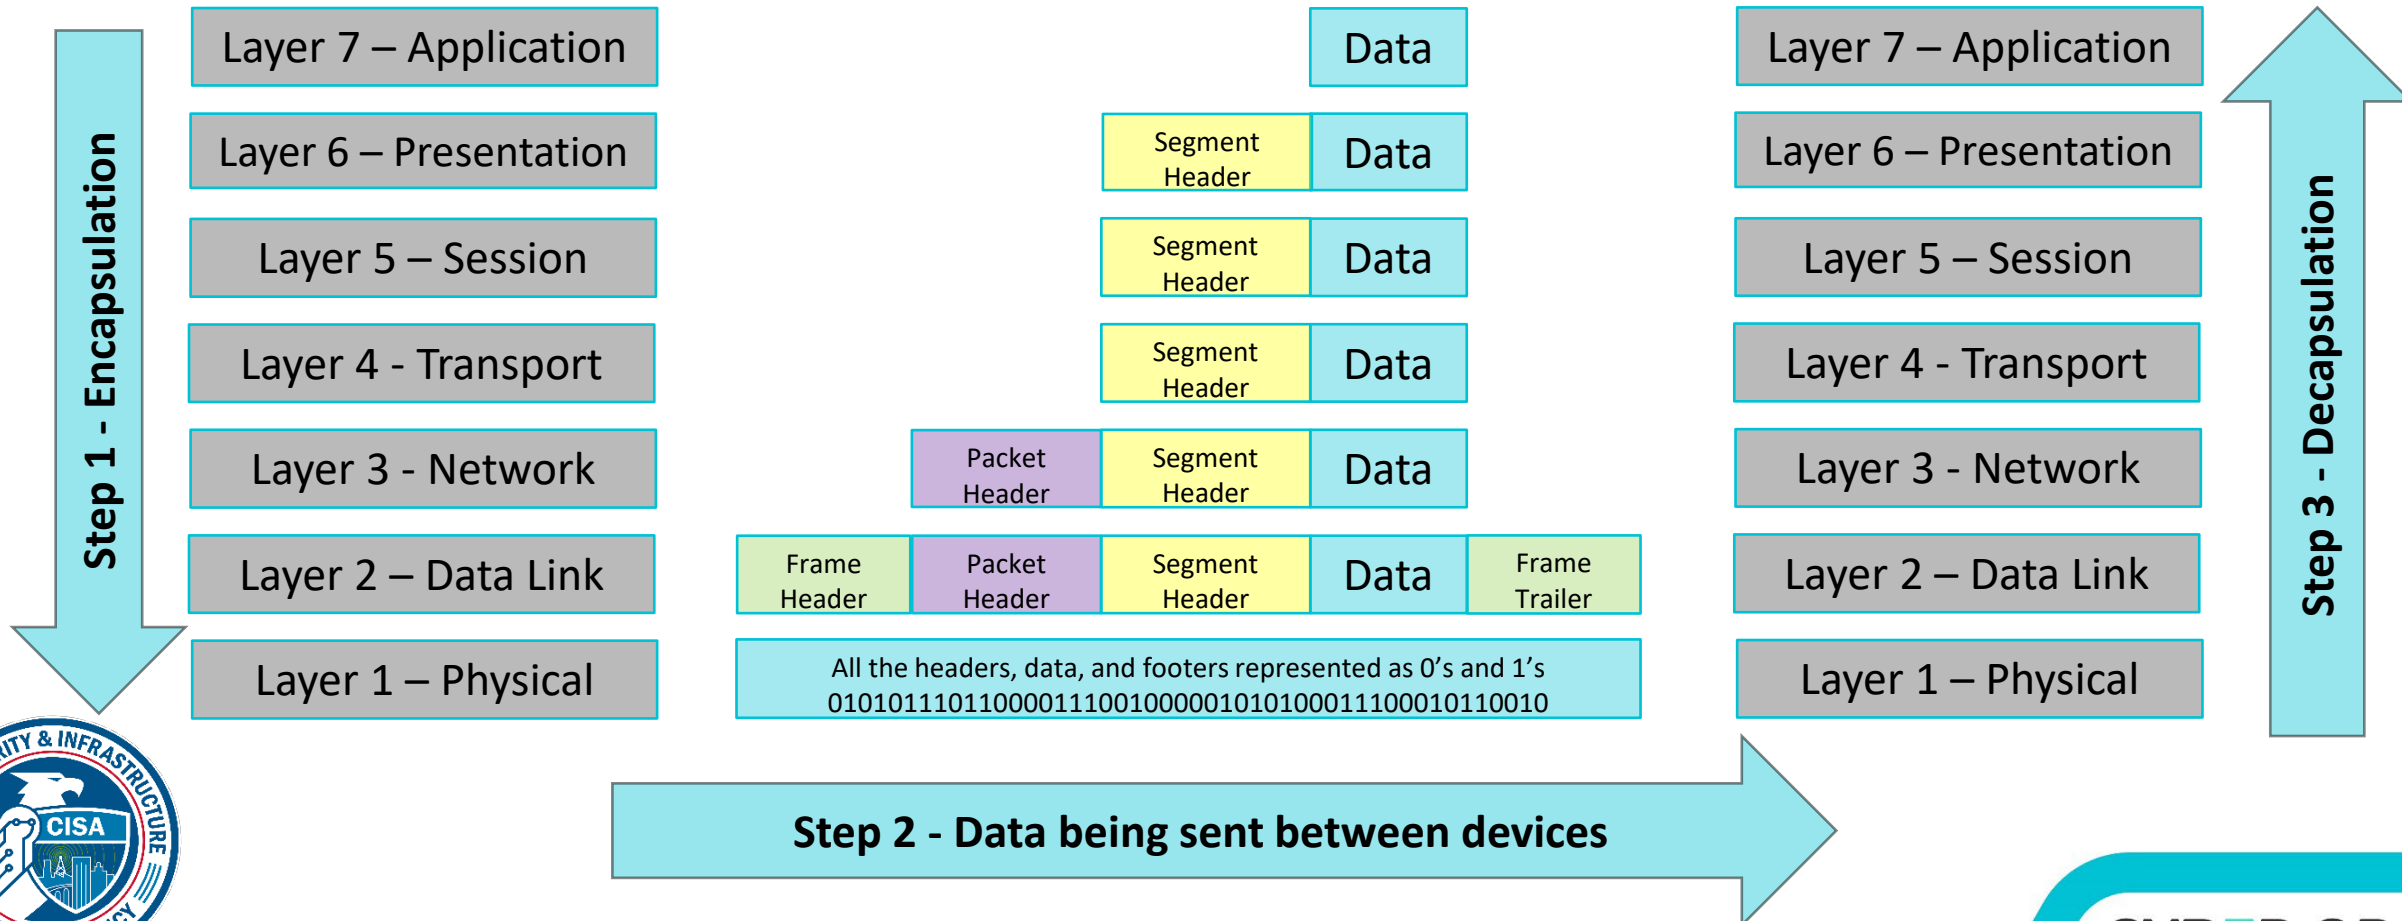 Step 1 - Encapsulation
Layer 7 – Application
Data
Layer 7 – Application
Layer 6 – Presentation
Segment
Header
Data
Layer 6 – Presentation
Layer 5 – Session
Segment
Header
Data
Layer 5 – Session
Layer 4 - Transport
Segment
Header
Data
Layer 4 - Transport
Layer 3 - Network
Packet
Header
Segment
Header
Data
Layer 3 - Network
Layer 2 – Data Link
Frame
Header
Packet
Header
Segment
Header
Data
Frame
Trailer
Layer 2 – Data Link
Layer 1 – Physical
All the headers, data, and footers represented as 0's and 1's
010101110110000111001000001010100011100010110010
Layer 1 – Physical
Step 3 - Decapsulation
Step 2 - Data being sent between devices
& INFRASTRUCTURE
CISA